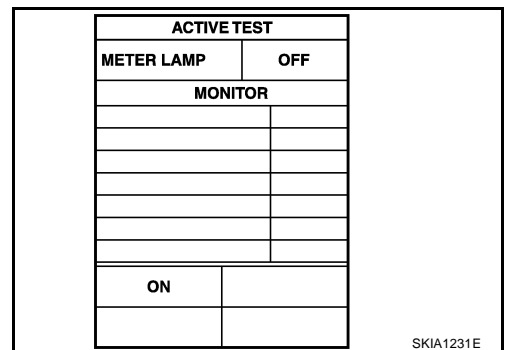 ACTIVE TEST
METER LAMP OFF
MONITOR
ON
SKIA1231E